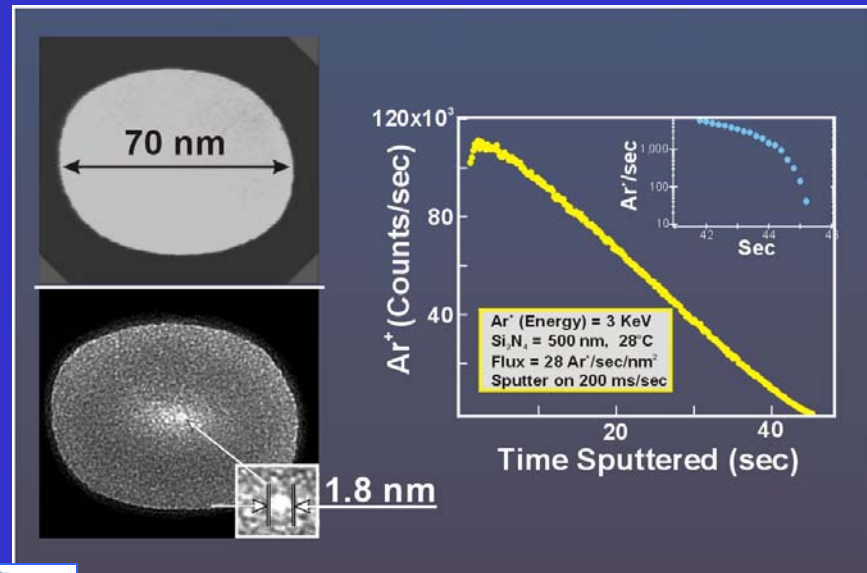 70 nm
1.8 nm
120x10³
80
40
Ar⁺ (Counts/sec)
20
40
Time Sputtered (sec)
Ar⁺ (Energy) = 3 KeV
Si₃N₄ = 500 nm, 28°C
Flux = 28 Ar⁺/sec/nm²
Sputter on 200 ms/sec
Ar⁺/sec
1,000
100
10
42
44
Sec